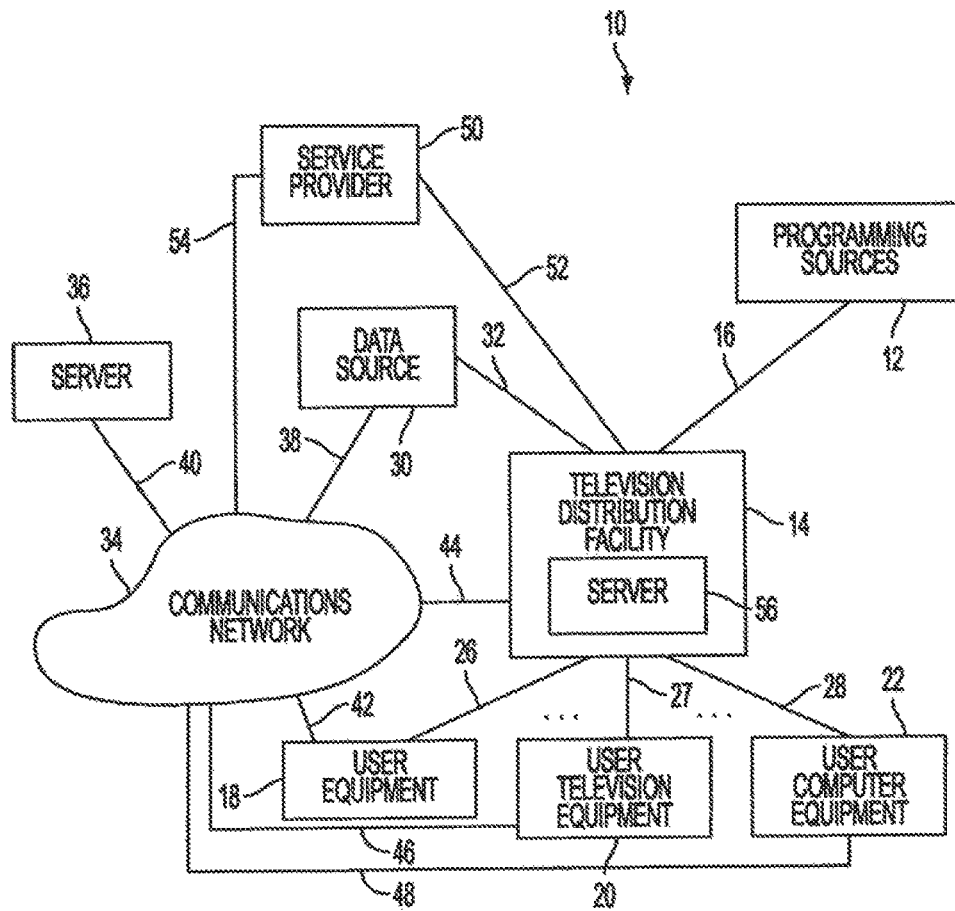 10
50
SERVICE
PROVIDER
54
PROGRAMMING
SOURCES
52
36
SERVER
DATA
SOURCE
32
16
12
38
30
40
TELEVISION
DISTRIBUTION
FACILITY
14
34
44
SERVER
56
COMMUNICATIONS
NETWORK
26
27
28
22
42
...
...
18
USER
EQUIPMENT
USER
TELEVISION
EQUIPMENT
USER
COMPUTER
EQUIPMENT
46
20
48